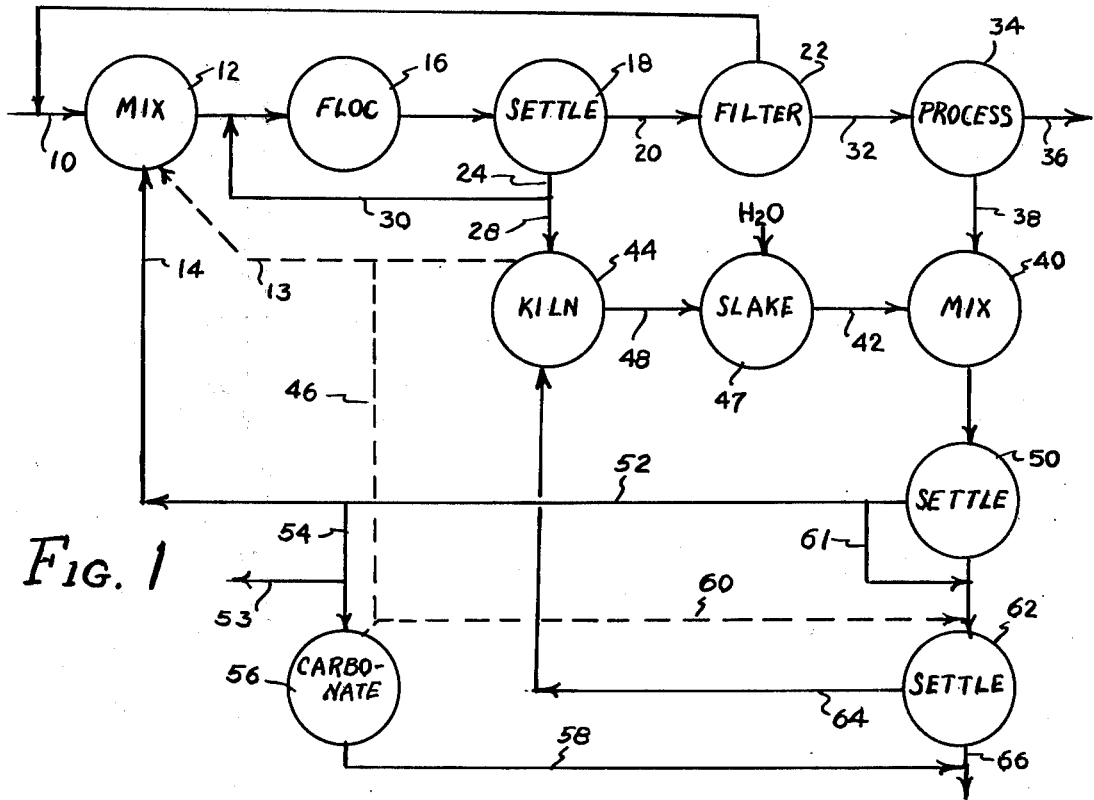 34
12
16
18
22
MIX
FLOC
SETTLE
FILTER
PROCESS
10
20
32
36
24
30
28
H₂O
38
14
13
44
40
KILN
SLAKE
MIX
48
42
47
46
52
50
SETTLE
54
61
FIG. 1
53
60
62
CARBO-
NATE
56
SETTLE
64
58
66